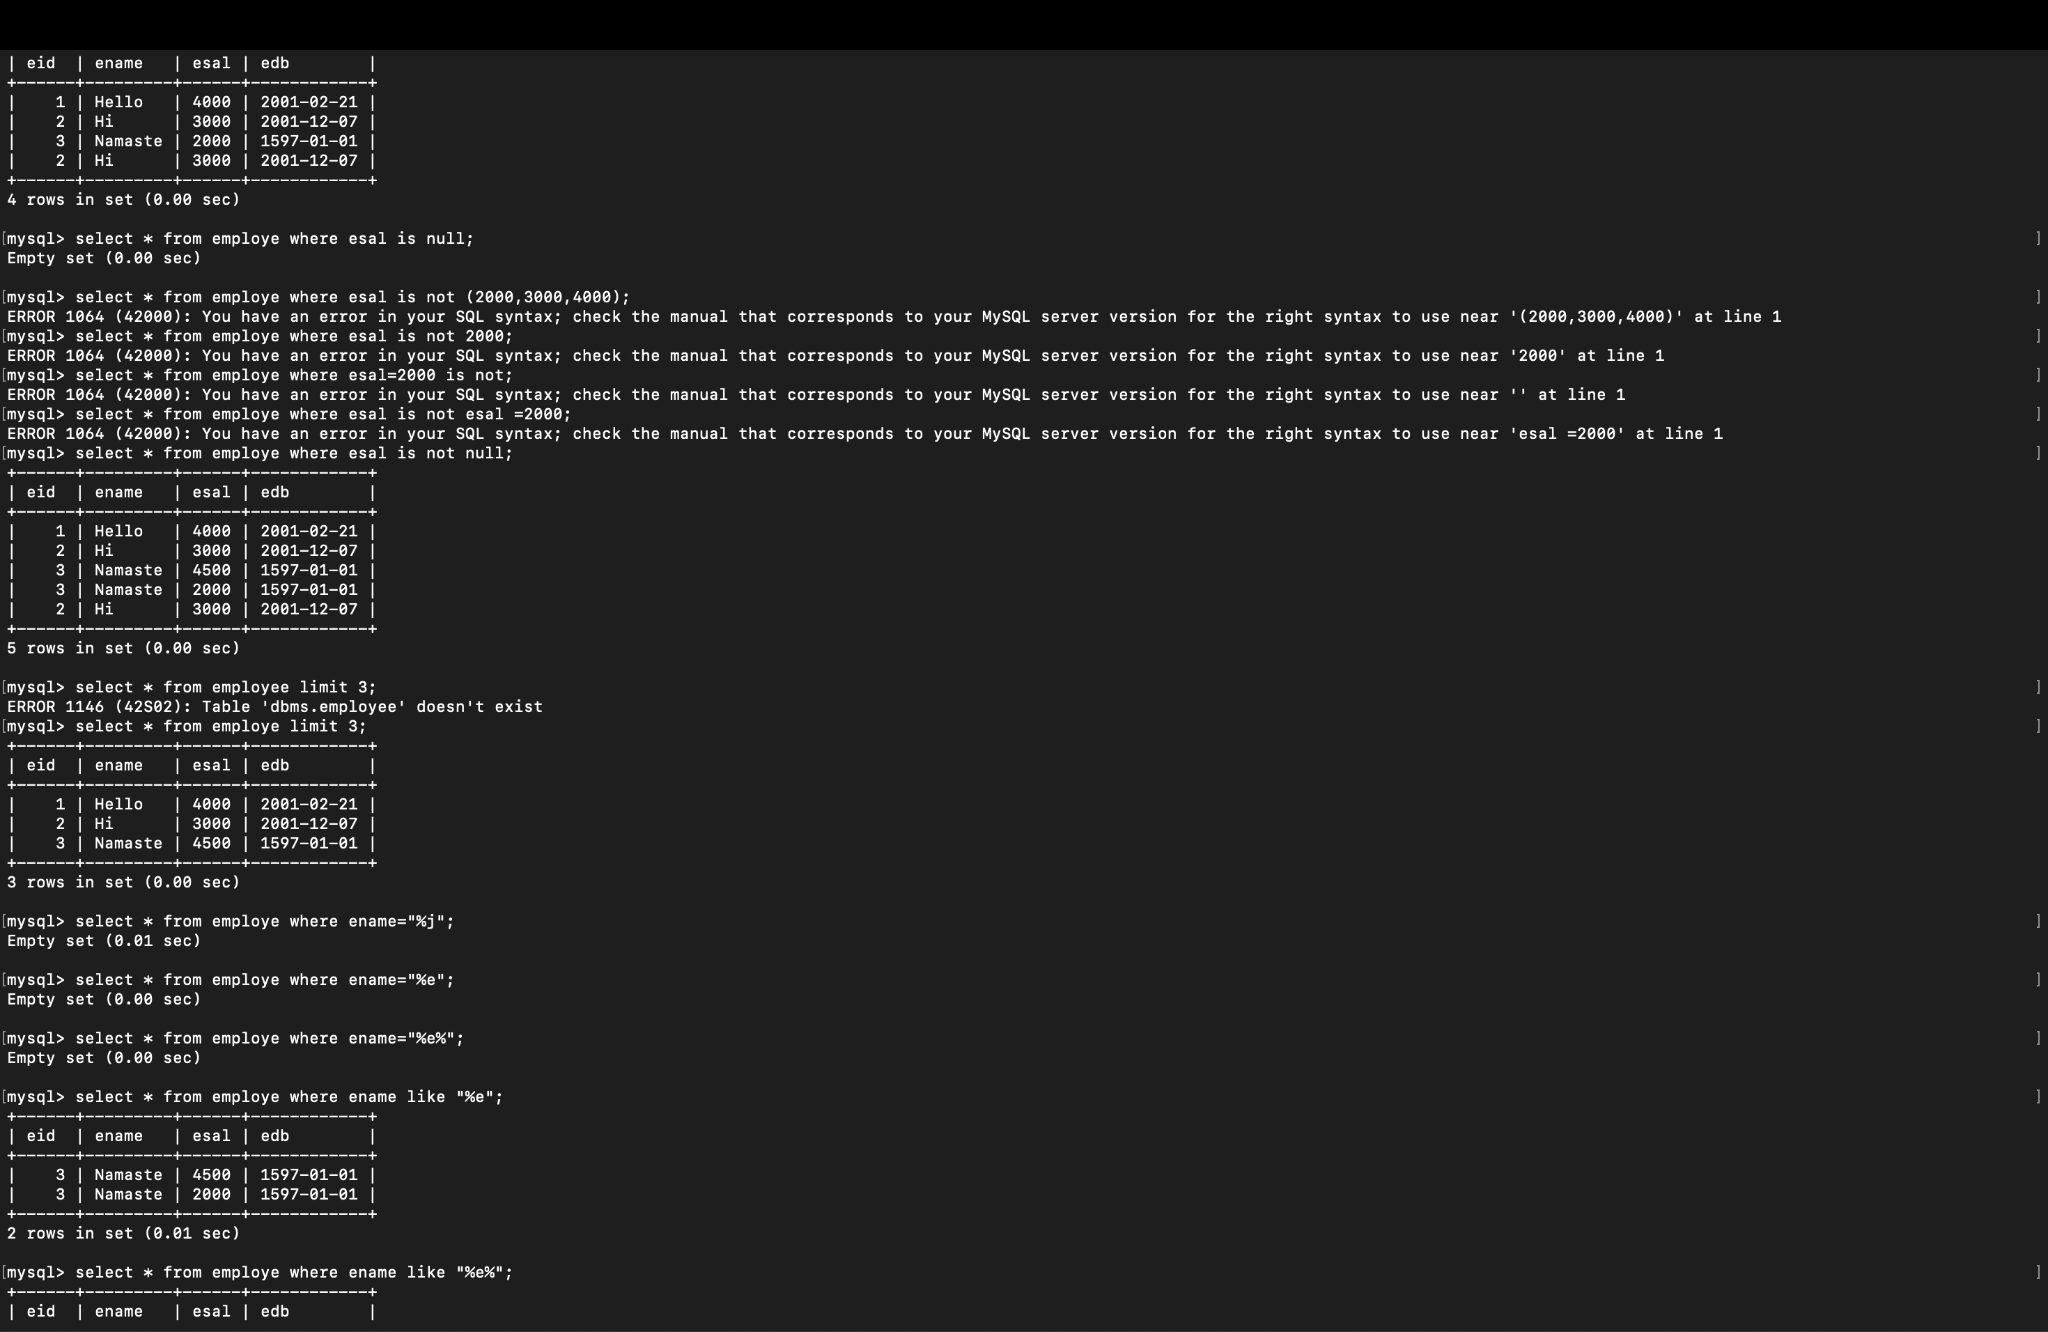 | eid  | ename   | esal | edb        |
+------+---------+------+------------+
|    1 | Hello   | 4000 | 2001-02-21 |
|    2 | Hi      | 3000 | 2001-12-07 |
|    3 | Namaste | 2000 | 1597-01-01 |
|    2 | Hi      | 3000 | 2001-12-07 |
+------+---------+------+------------+
4 rows in set (0.00 sec)
[mysql> select * from employe where esal is null; ]
Empty set (0.00 sec)
[mysql> select * from employe where esal is not (2000,3000,4000); ]
ERROR 1064 (42000): You have an error in your SQL syntax; check the manual that corresponds to your MySQL server version for the right syntax to use near '(2000,3000,4000)' at line 1
[mysql> select * from employe where esal is not 2000; ]
ERROR 1064 (42000): You have an error in your SQL syntax; check the manual that corresponds to your MySQL server version for the right syntax to use near '2000' at line 1
[mysql> select * from employe where esal=2000 is not; ]
ERROR 1064 (42000): You have an error in your SQL syntax; check the manual that corresponds to your MySQL server version for the right syntax to use near '' at line 1
[mysql> select * from employe where esal is not esal =2000; ]
ERROR 1064 (42000): You have an error in your SQL syntax; check the manual that corresponds to your MySQL server version for the right syntax to use near 'esal =2000' at line 1
[mysql> select * from employe where esal is not null; ]
+------+---------+------+------------+
| eid  | ename   | esal | edb        |
+------+---------+------+------------+
|    1 | Hello   | 4000 | 2001-02-21 |
|    2 | Hi      | 3000 | 2001-12-07 |
|    3 | Namaste | 4500 | 1597-01-01 |
|    3 | Namaste | 2000 | 1597-01-01 |
|    2 | Hi      | 3000 | 2001-12-07 |
+------+---------+------+------------+
5 rows in set (0.00 sec)
[mysql> select * from employee limit 3; ]
ERROR 1146 (42S02): Table 'dbms.employee' doesn't exist
[mysql> select * from employe limit 3; ]
+------+---------+------+------------+
| eid  | ename   | esal | edb        |
+------+---------+------+------------+
|    1 | Hello   | 4000 | 2001-02-21 |
|    2 | Hi      | 3000 | 2001-12-07 |
|    3 | Namaste | 4500 | 1597-01-01 |
+------+---------+------+------------+
3 rows in set (0.00 sec)
[mysql> select * from employe where ename="%j"; ]
Empty set (0.01 sec)
[mysql> select * from employe where ename="%e"; ]
Empty set (0.00 sec)
[mysql> select * from employe where ename="%e%"; ]
Empty set (0.00 sec)
[mysql> select * from employe where ename like "%e"; ]
+------+---------+------+------------+
| eid  | ename   | esal | edb        |
+------+---------+------+------------+
|    3 | Namaste | 4500 | 1597-01-01 |
|    3 | Namaste | 2000 | 1597-01-01 |
+------+---------+------+------------+
2 rows in set (0.01 sec)
[mysql> select * from employe where ename like "%e%"; ]
+------+---------+------+------------+
| eid  | ename   | esal | edb        |